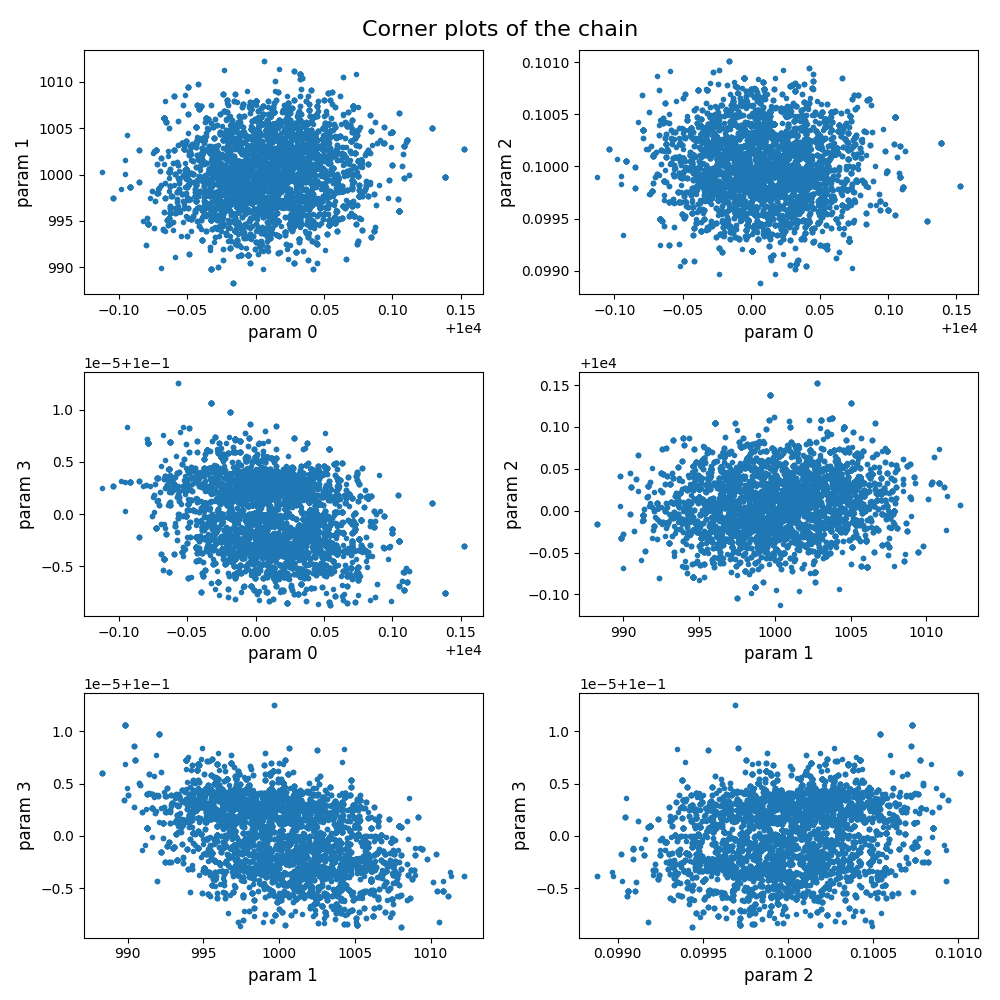 Corner plots of the chain
param 1
1010
1005
1000
995
990
−0.10 −0.05 0.00 0.05 0.10 0.15
+1e4
param 0
param 2
0.1010
0.1005
0.1000
0.0995
0.0990
−0.10 −0.05 0.00 0.05 0.10 0.15
+1e4
param 0
1e−5+1e−1
param 3
1.0
0.5
0.0
−0.5
−0.10 −0.05 0.00 0.05 0.10 0.15
+1e4
param 0
+1e4
param 2
0.15
0.10
0.05
0.00
−0.05
−0.10
990 995 1000 1005 1010
param 1
1e−5+1e−1
param 3
1.0
0.5
0.0
−0.5
990 995 1000 1005 1010
param 1
1e−5+1e−1
param 3
1.0
0.5
0.0
−0.5
0.0990 0.0995 0.1000 0.1005 0.1010
param 2